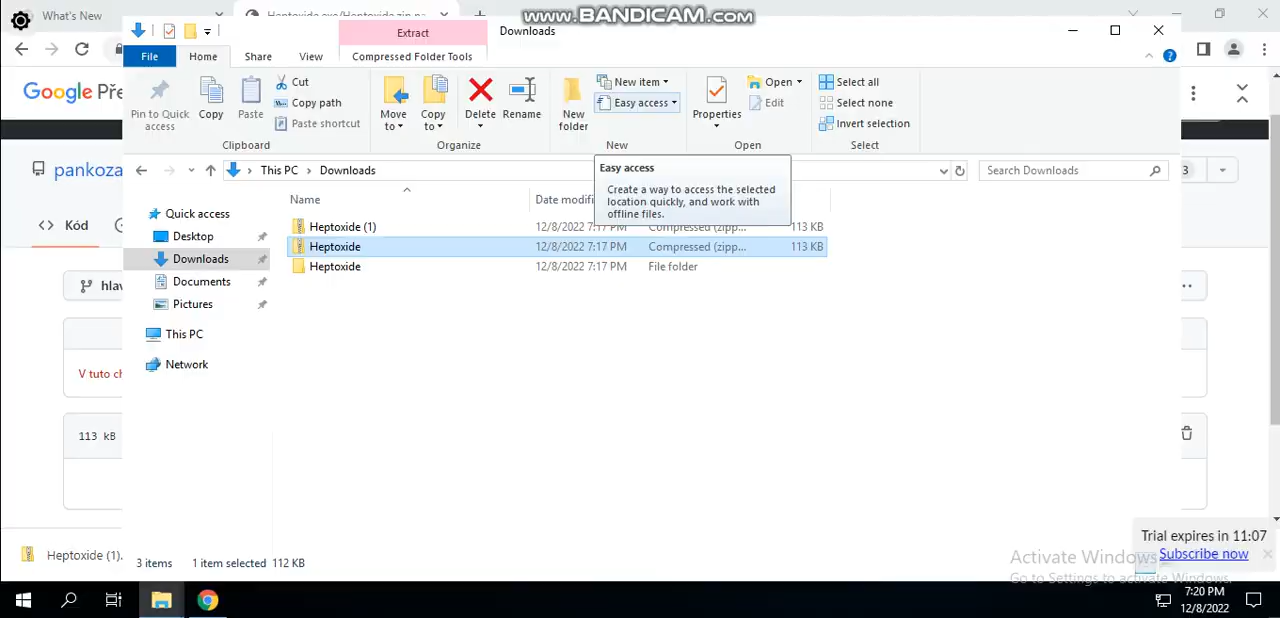 What's New
Heptoxide.exe/Heptoxide.zip na
www.BANDICAM.com
Extract
Downloads
File
Home
Share
View
Compressed Folder Tools
Google Pře
Pin to Quick access
Copy
Paste
Cut
Copy path
Paste shortcut
Move to
Copy to
Delete
Rename
New folder
New item
Easy access
Properties
Open
Edit
Select all
Select none
Invert selection
Clipboard
Organize
New
Open
Select
pankoza
This PC > Downloads
Search Downloads
3
Easy access
Create a way to access the selected
location quickly, and work with
offline files.
Name
Date modifi
Quick access
Desktop
Downloads
Documents
Pictures
This PC
Network
Heptoxide (1)
12/8/2022 7:17 PM
Compressed (zipp...
113 KB
Heptoxide
12/8/2022 7:17 PM
Compressed (zipp...
113 KB
Heptoxide
12/8/2022 7:17 PM
File folder
Kód
hlav
V tuto ch
113 kB
3 items
1 item selected
112 KB
Heptoxide (1).
Trial expires in 11:07
Subscribe now
Activate Windows
Go to Settings to activate Windows.
7:20 PM
12/8/2022